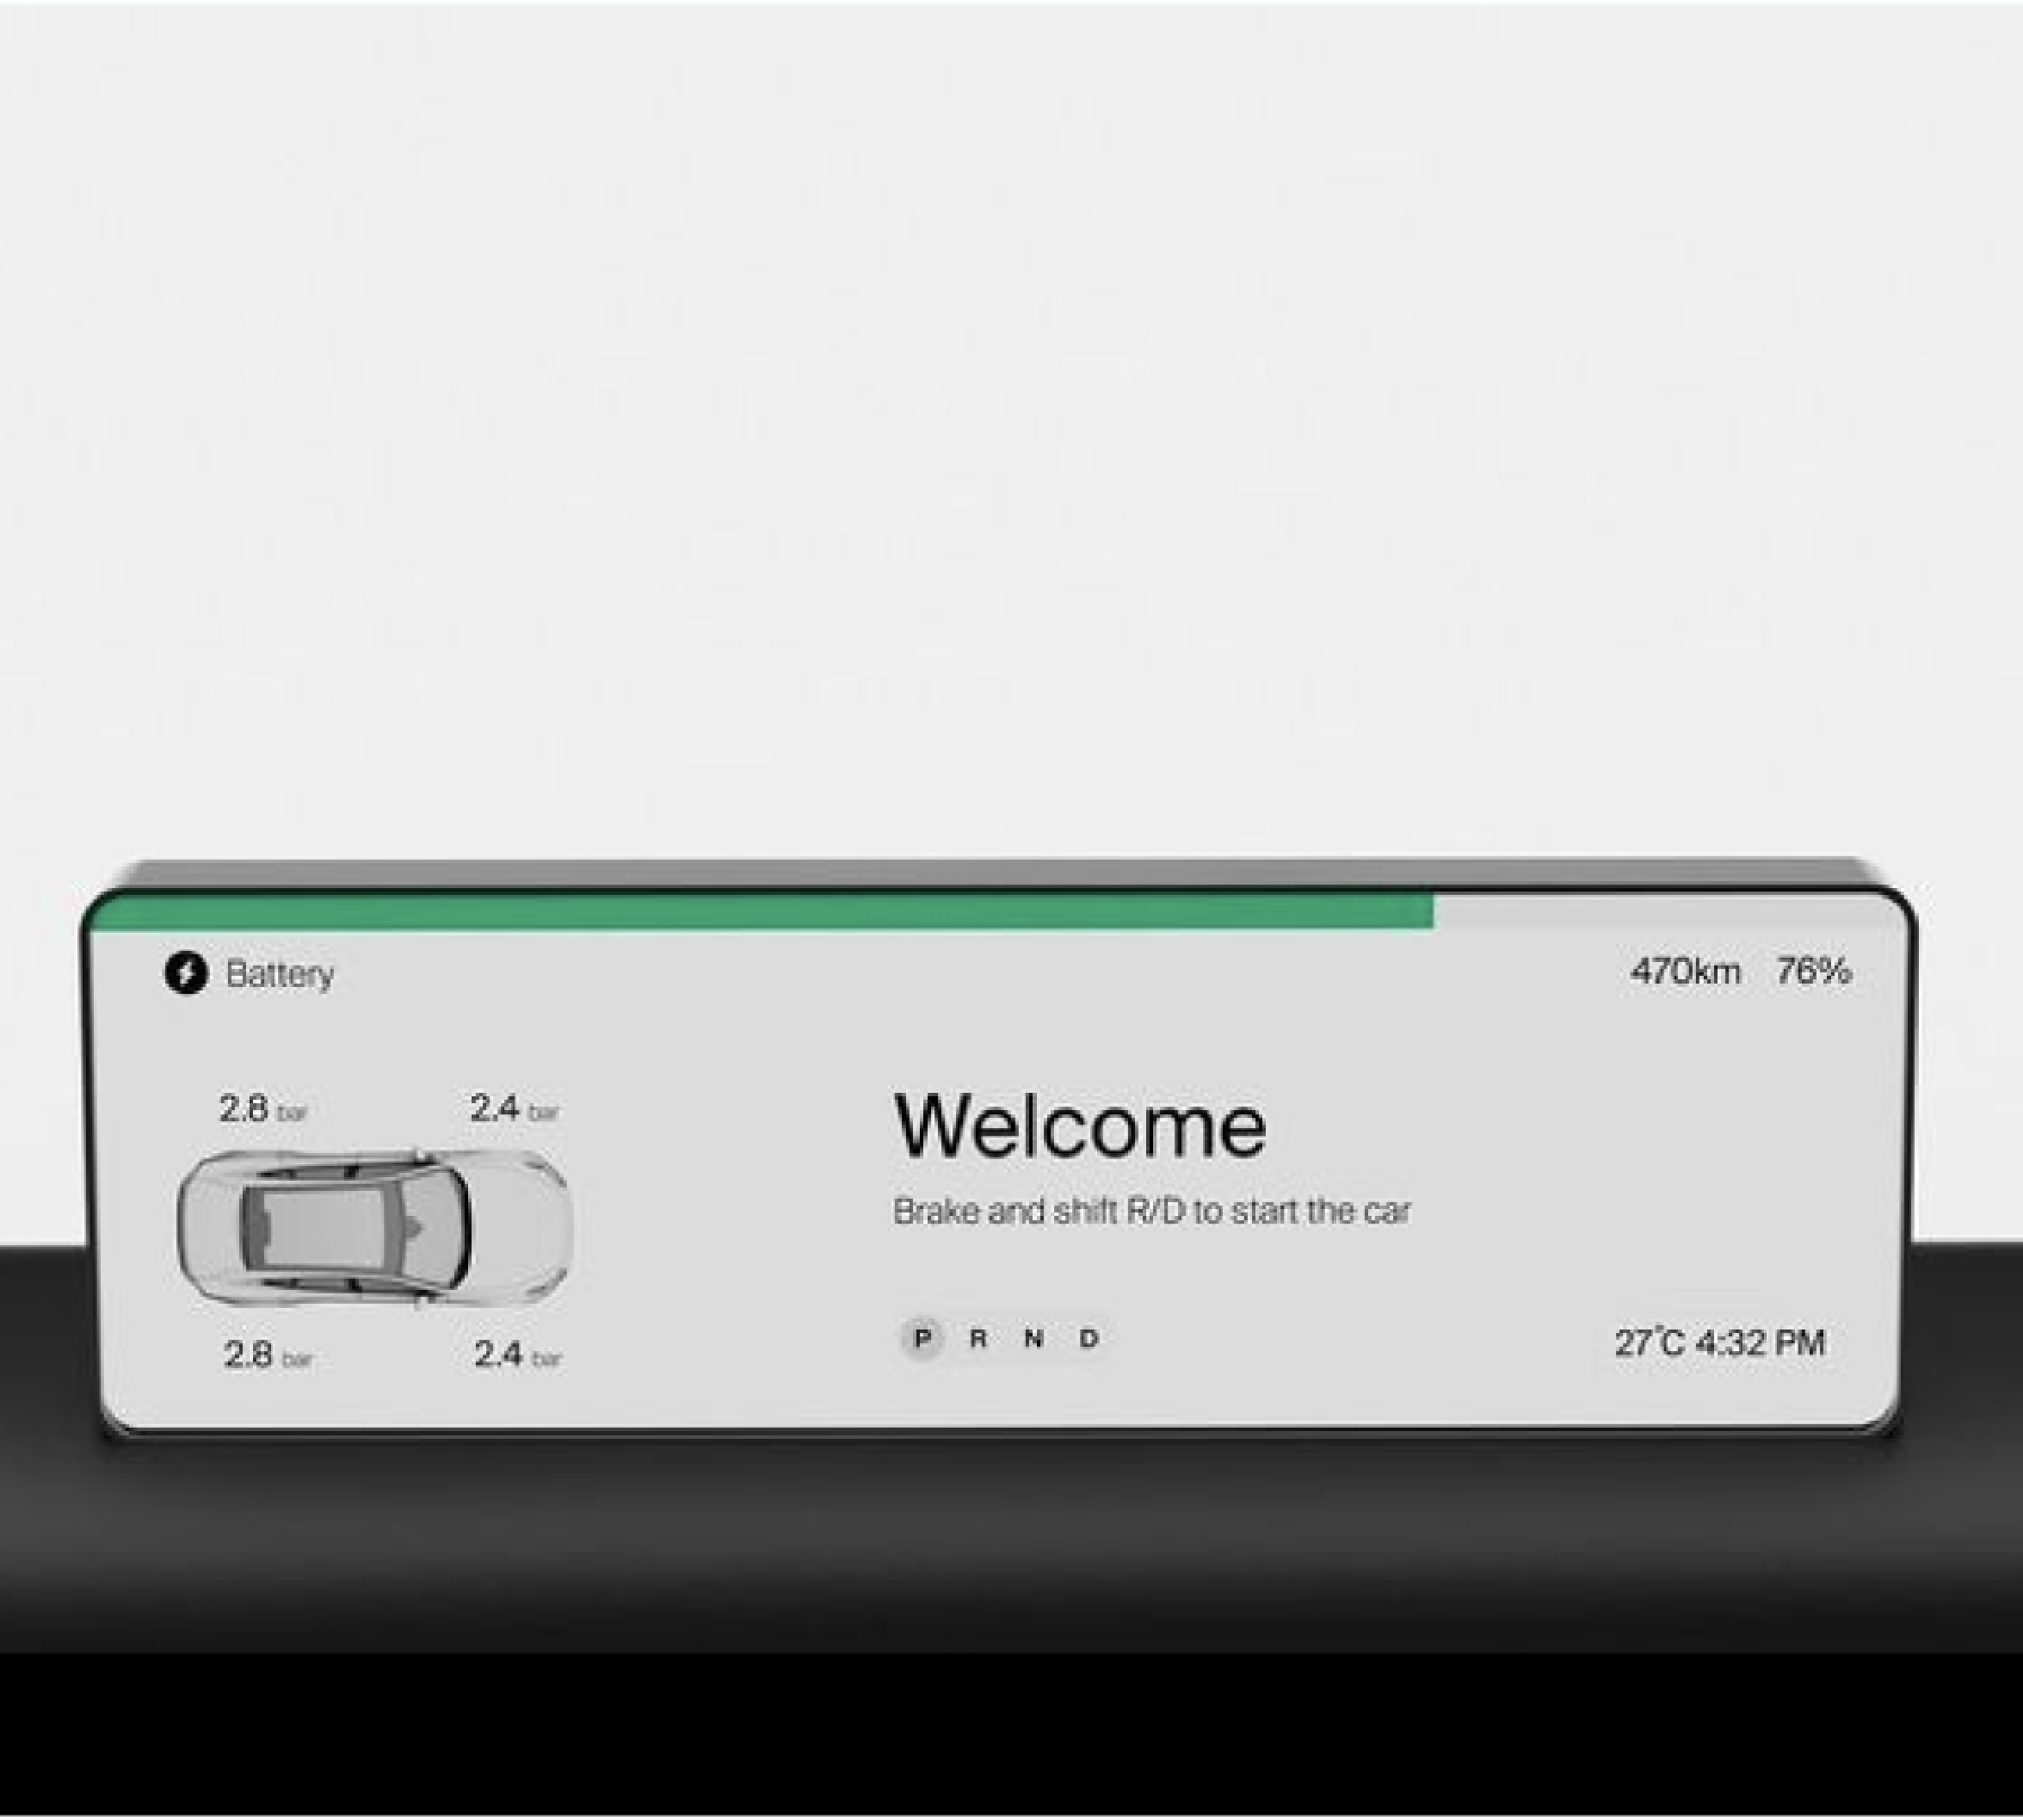 Battery
470km 76%
2.8 bar 2.4 bar
Welcome
Brake and shift R/D to start the car
2.8 bar 2.4 bar
P R N D
27°C 4:32 PM